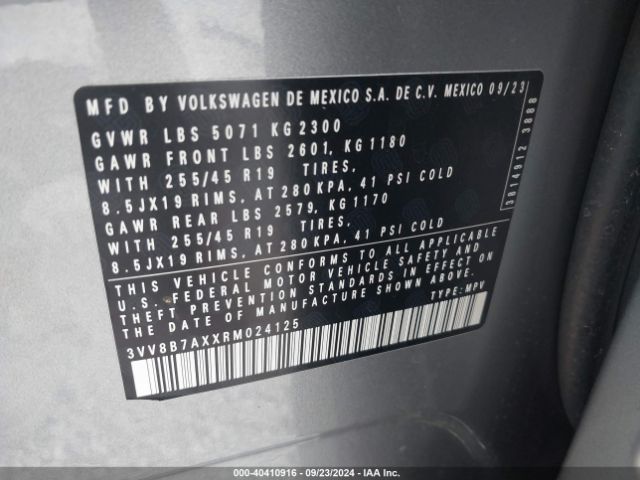 MFD BY VOLKSWAGEN DE MEXICO S.A. DE C.V. MEXICO 09/23
GVWR LBS 5071 KG 2300
GAWR FRONT LBS 2601, KG 1180
WITH 255/45 R19 TIRES,
8.5JX19 RIMS, AT 280 KPA, 41 PSI COLD
GAWR REAR LBS 2579, KG 1170
WITH 255/45 R19 TIRES,
8.5JX19 RIMS, AT 280 KPA, 41 PSI COLD
THIS VEHICLE CONFORMS TO ALL APPLICABLE
U.S. FEDERAL MOTOR VEHICLE SAFETY AND
THEFT PREVENTION STANDARDS IN EFFECT ON THE
DATE OF MANUFACTURE SHOWN ABOVE.
3VV8B7AXXRM024125 TYPE: MPV
3814912 3888
000-40410916 - 09/23/2024 - IAA Inc.